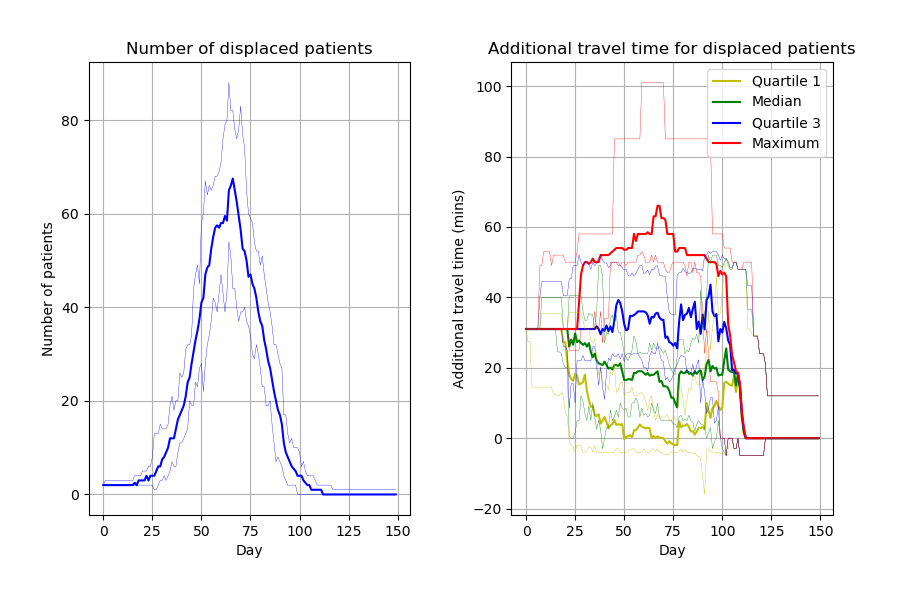 Number of displaced patients
Number of patients
80
60
40
20
0
0 25 50 75 100 125 150
Day
Additional travel time for displaced patients
Additional travel time (mins)
100
80
60
40
20
0
−20
0 25 50 75 100 125 150
Day
Quartile 1
Median
Quartile 3
Maximum